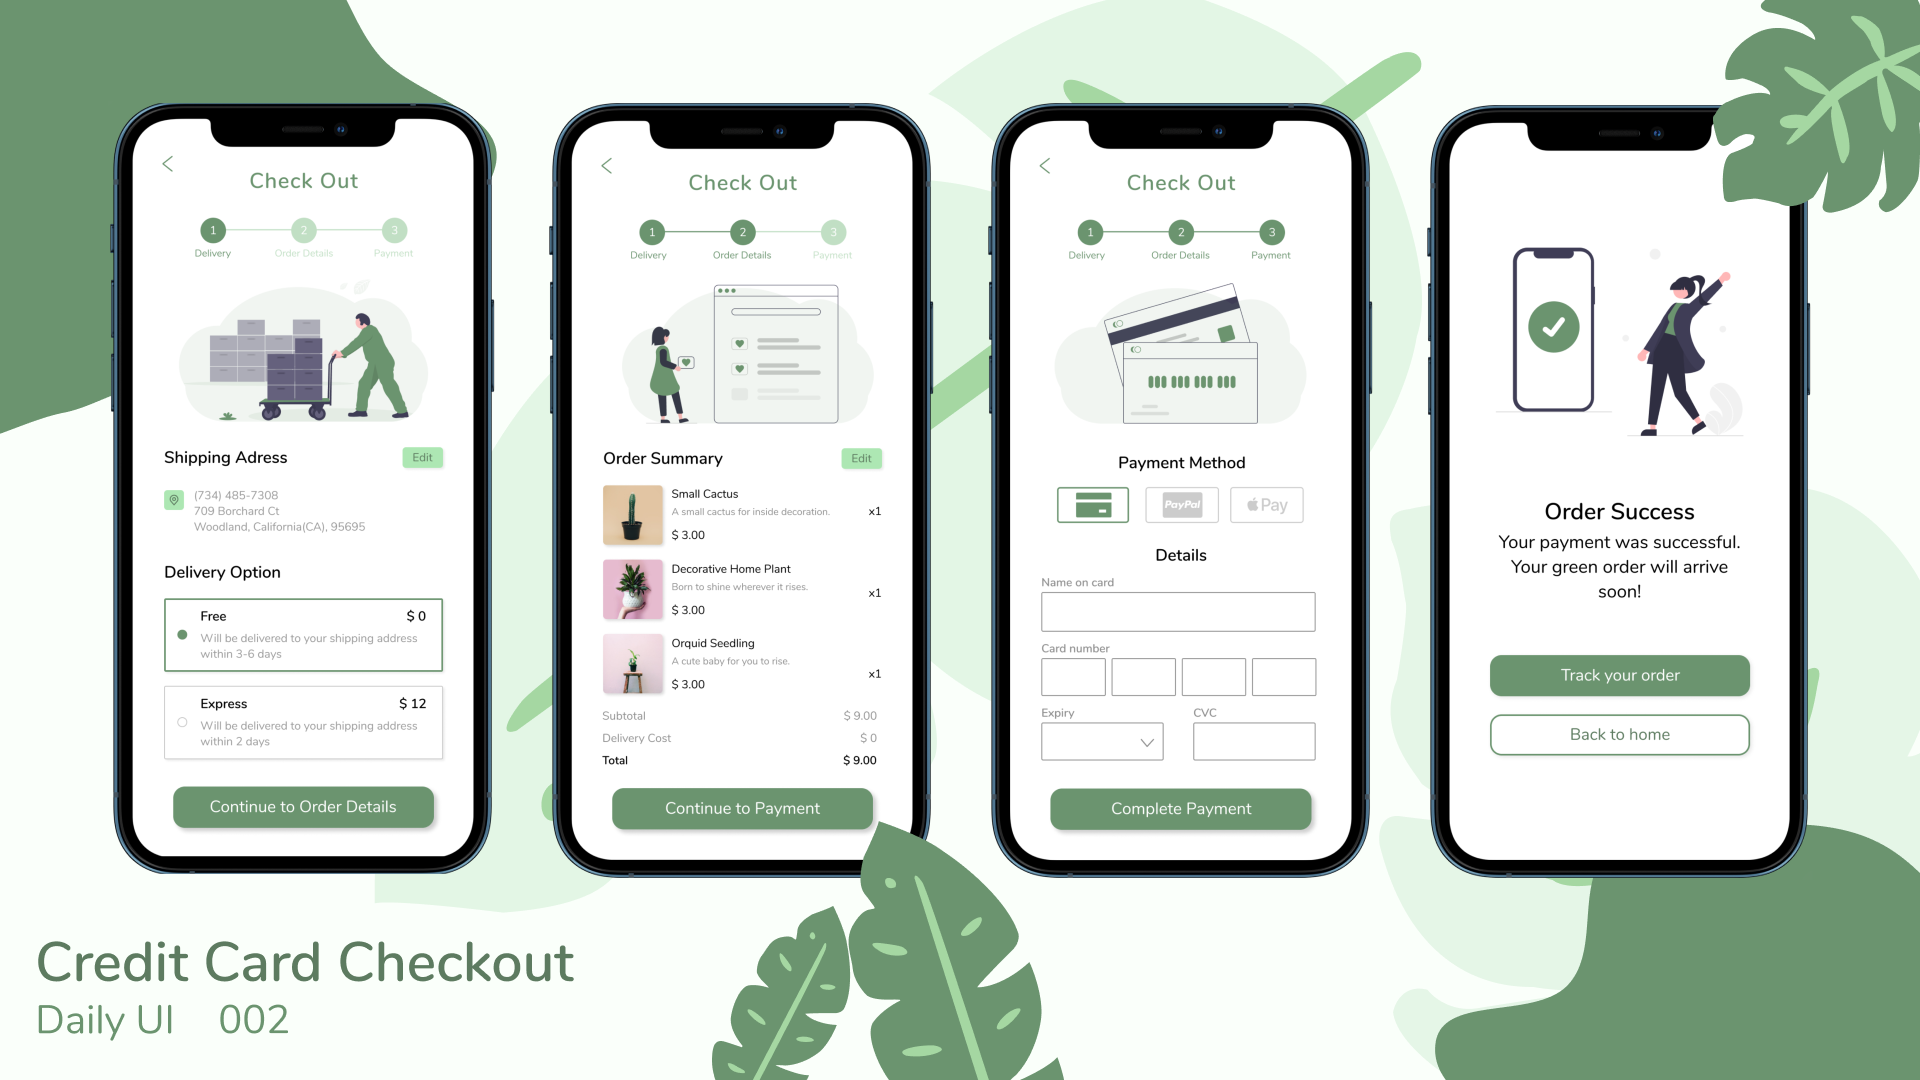 Check Out
1 2 3
Delivery Order Details Payment
Shipping Adress Edit
(734) 485-7308
709 Borchard Ct
Woodland, California(CA), 95695
Delivery Option
Free $ 0
Will be delivered to your shipping address
within 3-6 days
Express $ 12
Will be delivered to your shipping address
within 2 days
Continue to Order Details
Check Out
1 2 3
Delivery Order Details Payment
Order Summary Edit
Small Cactus
A small cactus for inside decoration. x1
$ 3.00
Decorative Home Plant
Born to shine wherever it rises. x1
$ 3.00
Orquid Seedling
A cute baby for you to rise. x1
$ 3.00
Subtotal $ 9.00
Delivery Cost $ 0
Total $ 9.00
Continue to Payment
Check Out
1 2 3
Delivery Order Details Payment
Payment Method
PayPal Pay
Details
Name on card
Card number
Expiry CVC
Complete Payment
Order Success
Your payment was successful.
Your green order will arrive
soon!
Track your order
Back to home
Credit Card Checkout
Daily UI 002